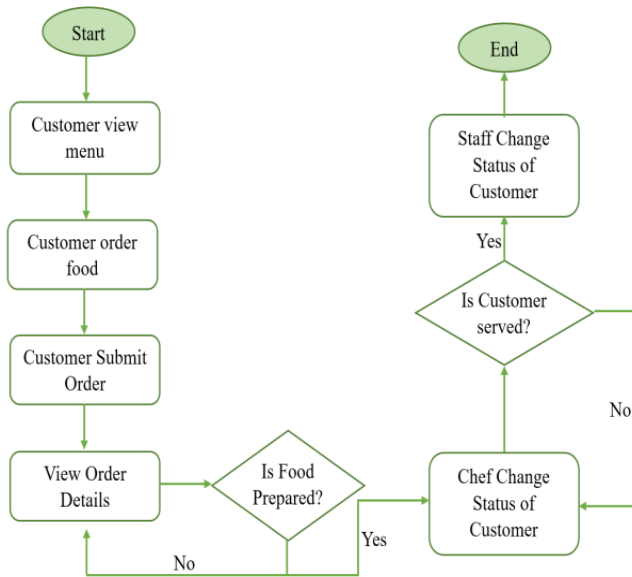 Start
Customer view
menu
Customer order
food
Customer Submit
Order
View Order
Details
Is Food
Prepared?
No
Yes
Chef Change
Status of
Customer
No
Is Customer
served?
Yes
Staff Change
Status of
Customer
End